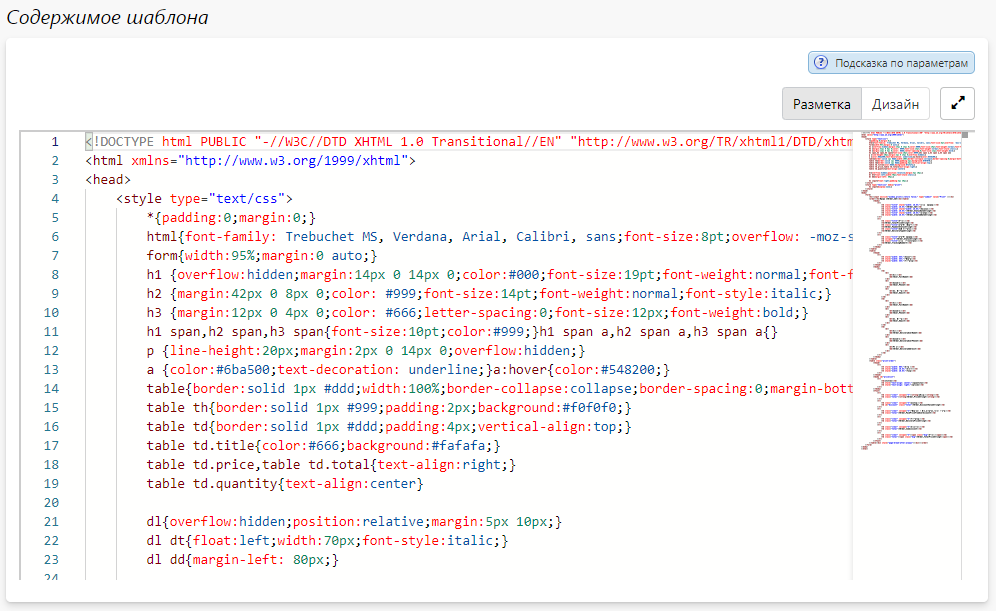 Содержимое шаблона
? Подсказка по параметрам
Разметка Дизайн
1 <!DOCTYPE html PUBLIC "-//W3C//DTD XHTML 1.0 Transitional//EN" "http://www.w3.org/TR/xhtml1/DTD/xhtm
2 <html xmlns="http://www.w3.org/1999/xhtml">
3 <head>
4 <style type="text/css">
5 *{padding:0;margin:0;}
6 html{font-family: Trebuchet MS, Verdana, Arial, Calibri, sans;font-size:8pt;overflow: -moz-s
7 form{width:95%;margin:0 auto;}
8 h1 {overflow:hidden;margin:14px 0 14px 0;color:#000;font-size:19pt;font-weight:normal;font-f
9 h2 {margin:42px 0 8px 0;color: #999;font-size:14pt;font-weight:normal;font-style:italic;}
10 h3 {margin:12px 0 4px 0;color: #666;letter-spacing:0;font-size:12px;font-weight:bold;}
11 h1 span,h2 span,h3 span{font-size:10pt;color:#999;}h1 span a,h2 span a,h3 span a{}
12 p {line-height:20px;margin:2px 0 14px 0;overflow:hidden;}
13 a {color:#6ba500;text-decoration: underline;}a:hover{color:#548200;}
14 table{border:solid 1px #ddd;width:100%;border-collapse:collapse;border-spacing:0;margin-bott
15 table th{border:solid 1px #999;padding:2px;background:#f0f0f0;}
16 table td{border:solid 1px #ddd;padding:4px;vertical-align:top;}
17 table td.title{color:#666;background:#fafafa;}
18 table td.price,table td.total{text-align:right;}
19 table td.quantity{text-align:center}
20
21 dl{overflow:hidden;position:relative;margin:5px 10px;}
22 dl dt{float:left;width:70px;font-style:italic;}
23 dl dd{margin-left: 80px;}
24